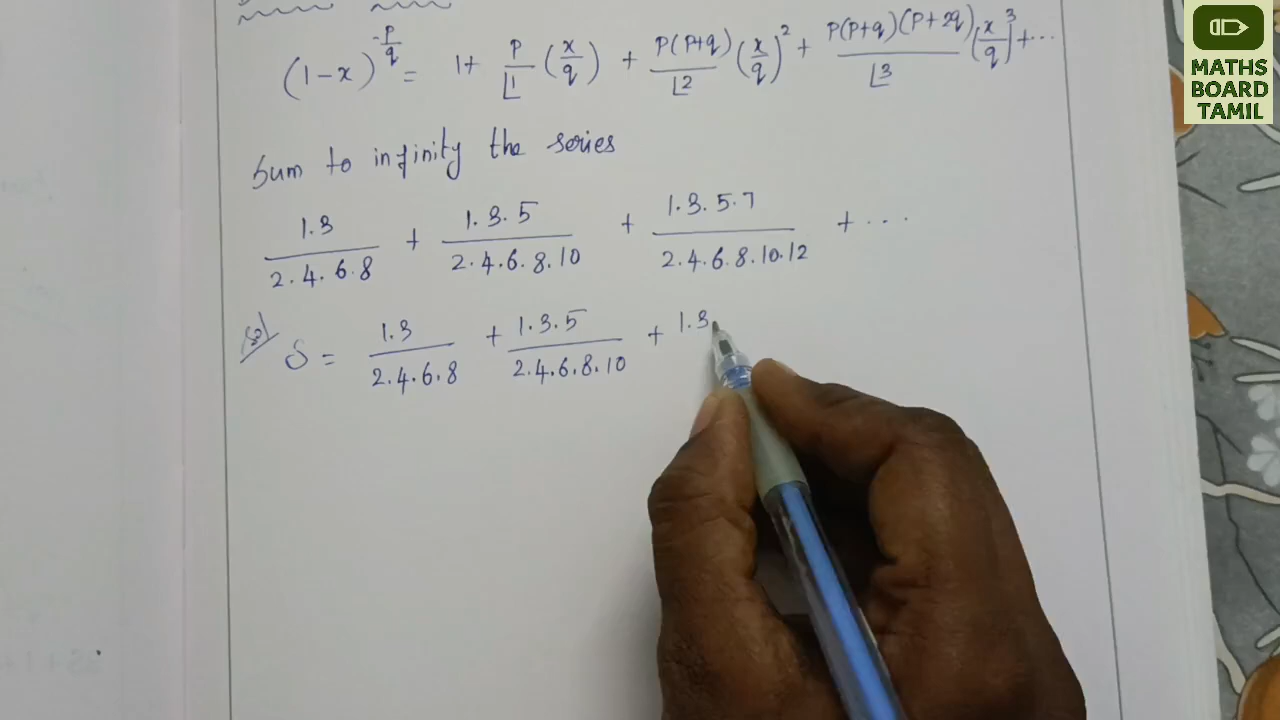 (1-x)^{-p/q} = 1+ P/∟1 (x/q) + P(P+q)/∟2 (x/q)^2 + P(P+q)(P+2q)/∟3 (x/q)^3 +...
Sum to infinity the series
1.3/2.4.6.8 + 1.3.5/2.4.6.8.10 + 1.3.5.7/2.4.6.8.10.12 + ...
S = 1.3/2.4.6.8 + 1.3.5/2.4.6.8.10 + 1.3
MATHS
BOARD
TAMIL